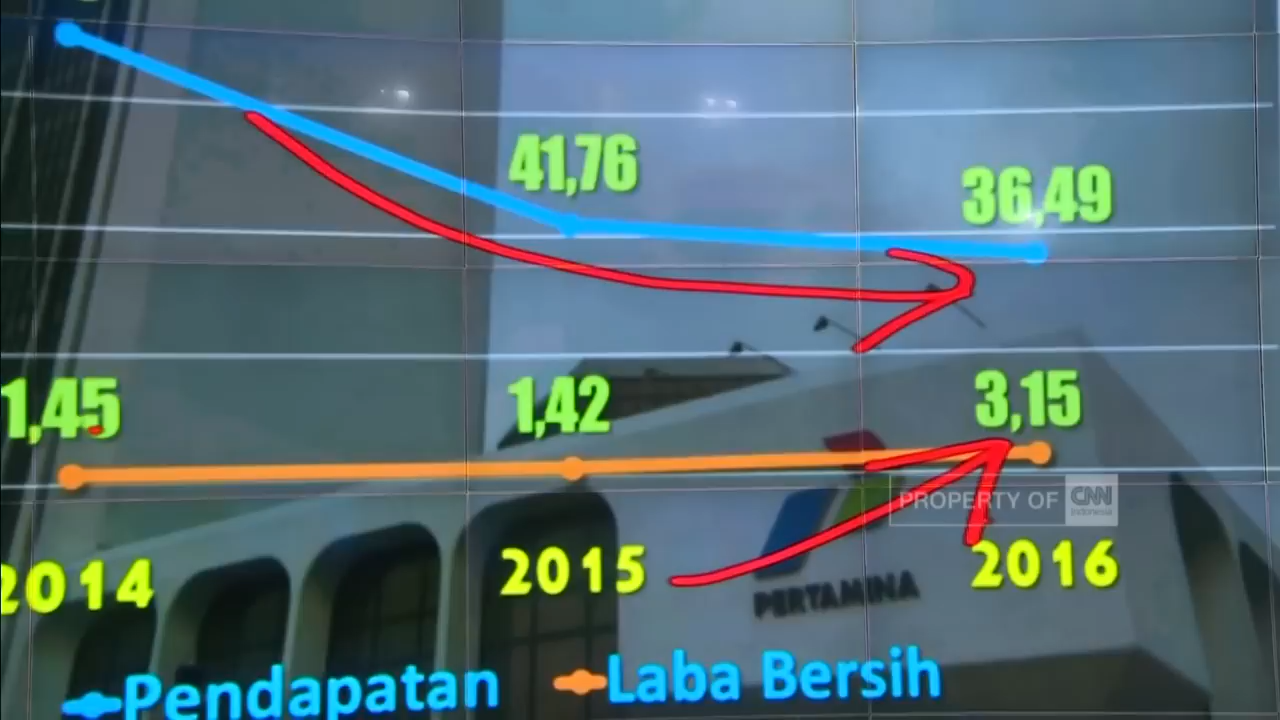 41,76
36,49
1,45
1,42
3,15
PROPERTY OF CNN Indonesia
2014
2015
2016
PERTAMINA
Pendapatan
Laba Bersih